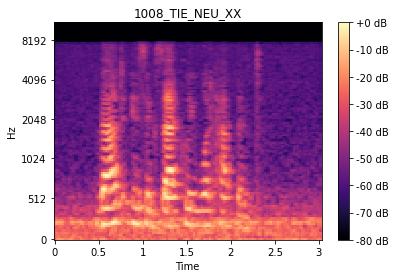 1008_TIE_NEU_XX
+0 dB
8192
-10 dB
4096
-20 dB
-30 dB
2048
Hz
-40 dB
1024
-50 dB
512
-60 dB
-70 dB
0
-80 dB
0 0.5 1 1.5 2 2.5 3
Time